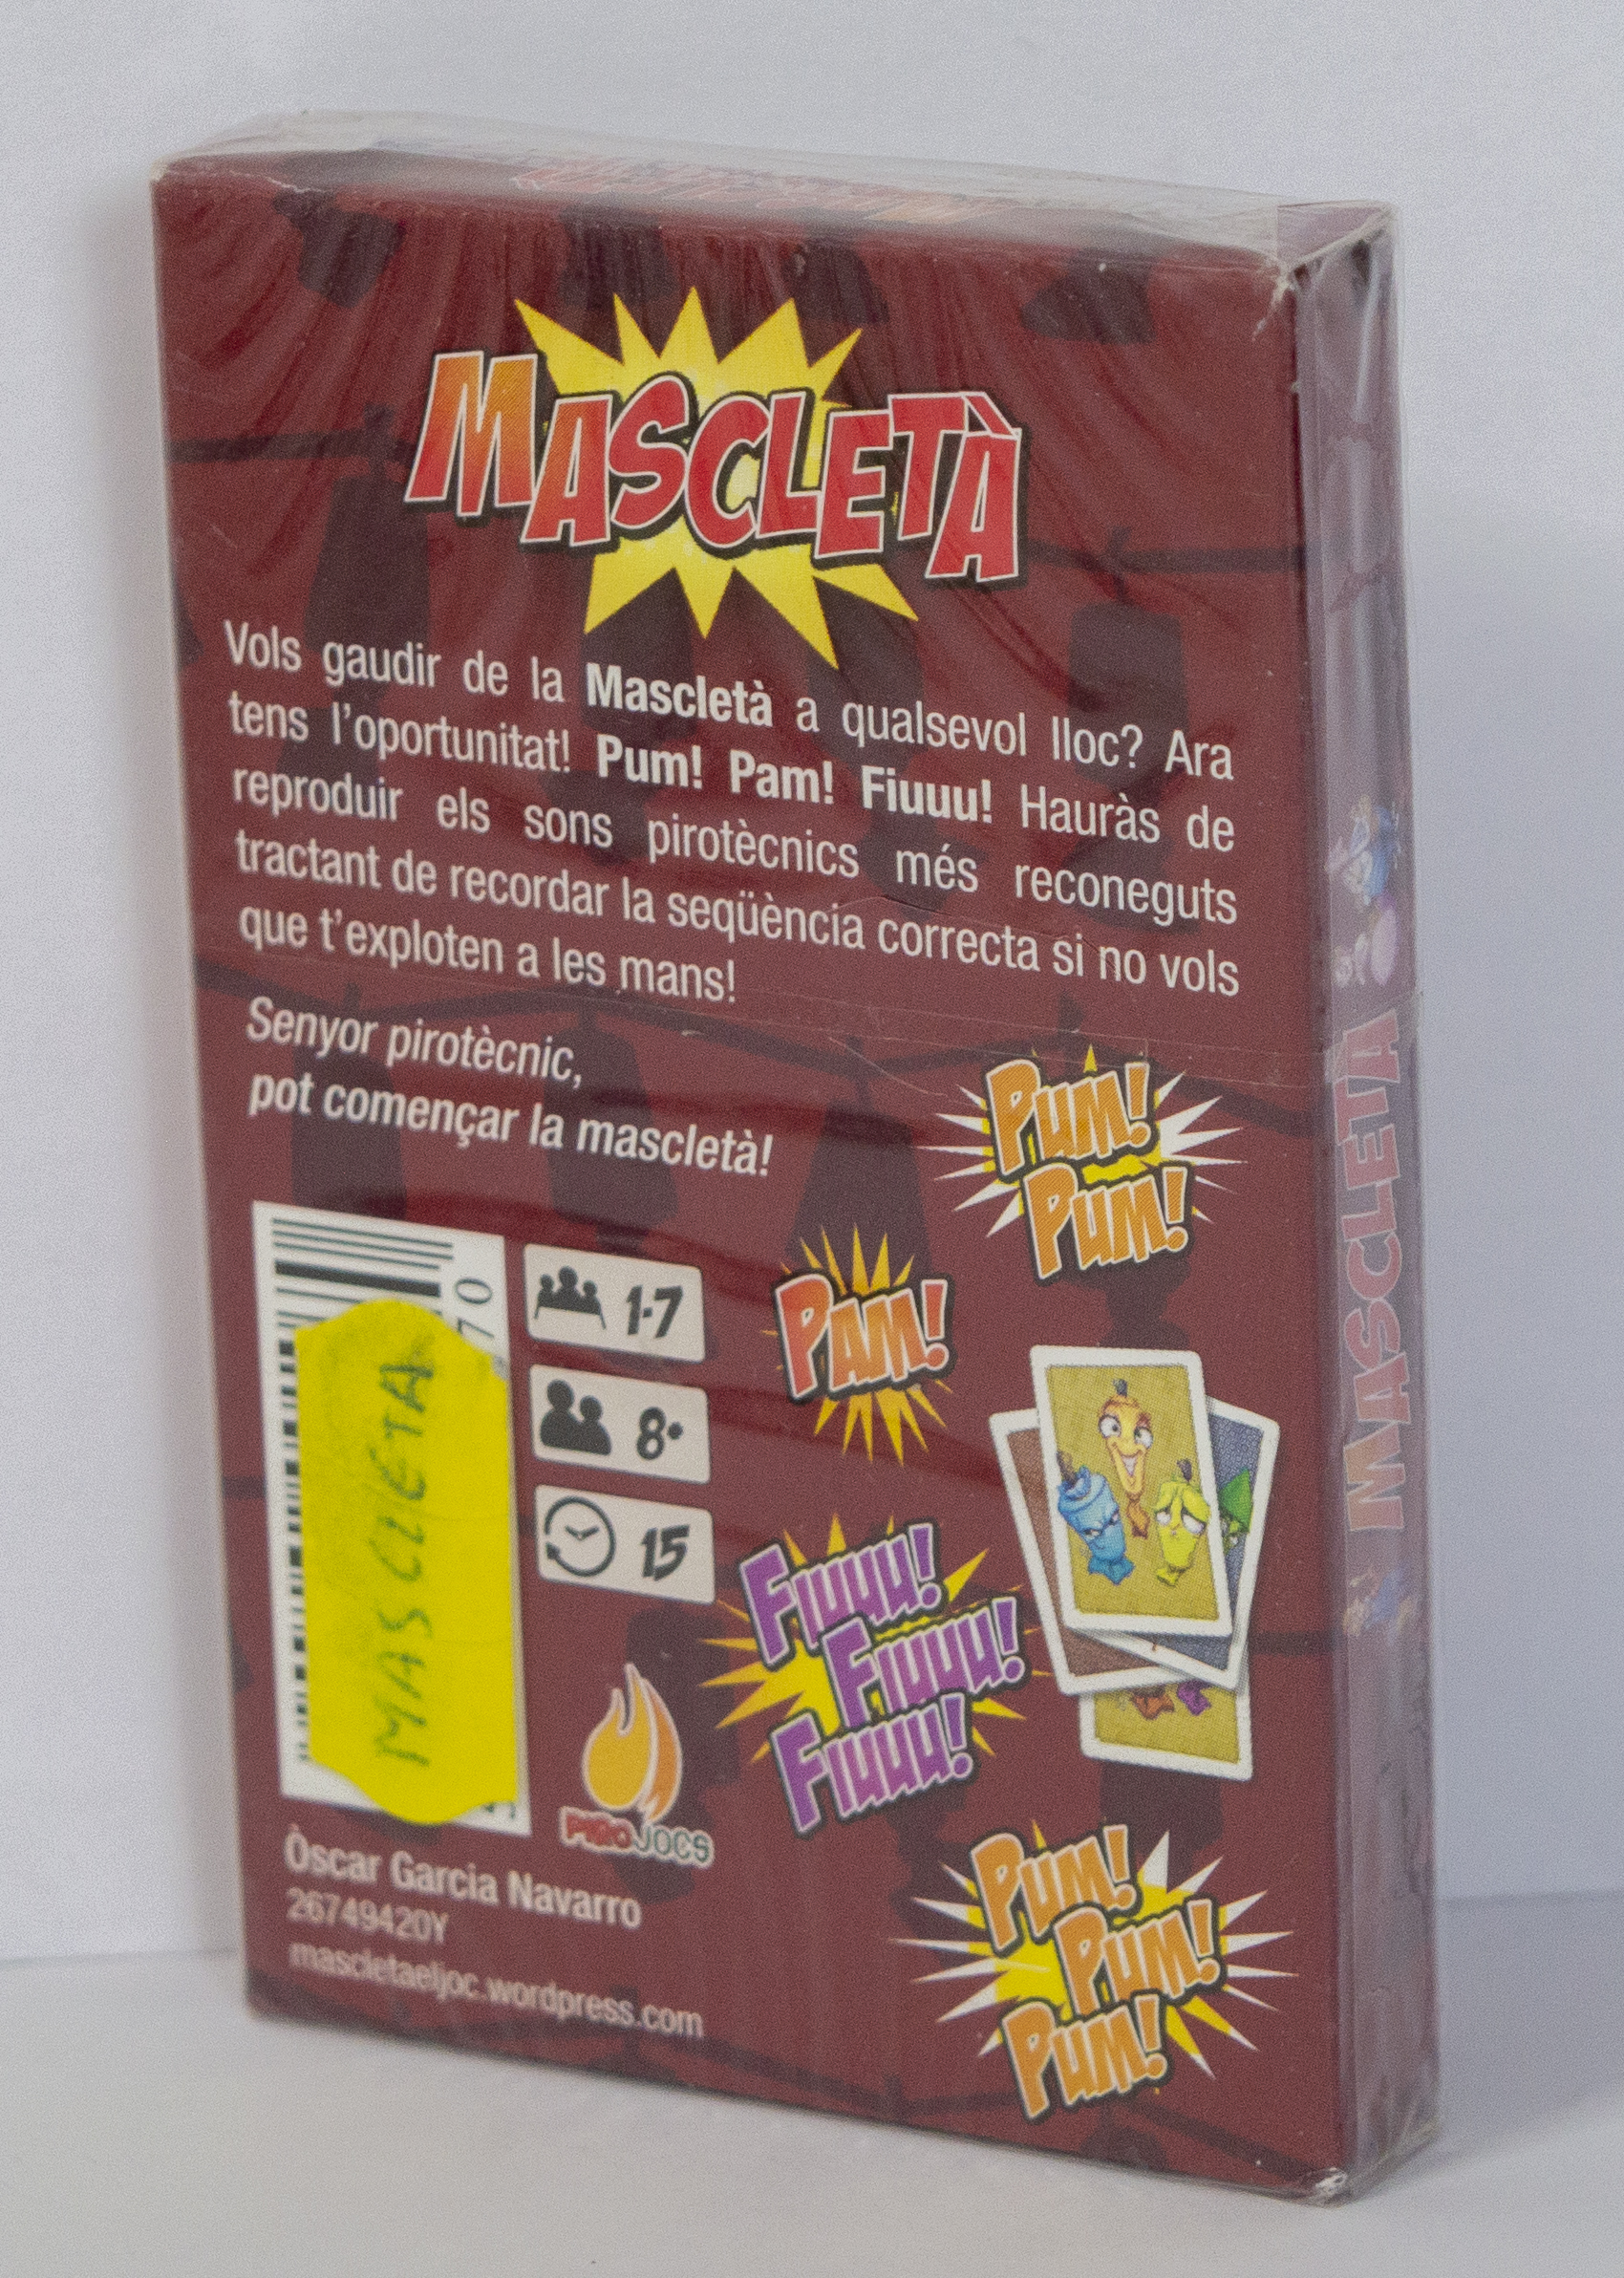 MASCLETÀ
Vols gaudir de la Mascletà a qualsevol lloc? Ara
tens l'oportunitat! Pum! Pam! Fiuuu! Hauràs de
reproduir els sons pirotècnics més reconeguts
tractant de recordar la seqüència correcta si no vols
que t'exploten a les mans!
Senyor pirotècnic,
pot començar la mascletà!
PUM!
PUM!
PAM!
1-7
8+
15
70
MASCLETA
FIUUU!
FIUUU!
FIUUU!
PIROJOCS
PUM!
PUM!
PUM!
Òscar Garcia Navarro
26749420Y
mascletaeljoc.wordpress.com
MASCLETÀ